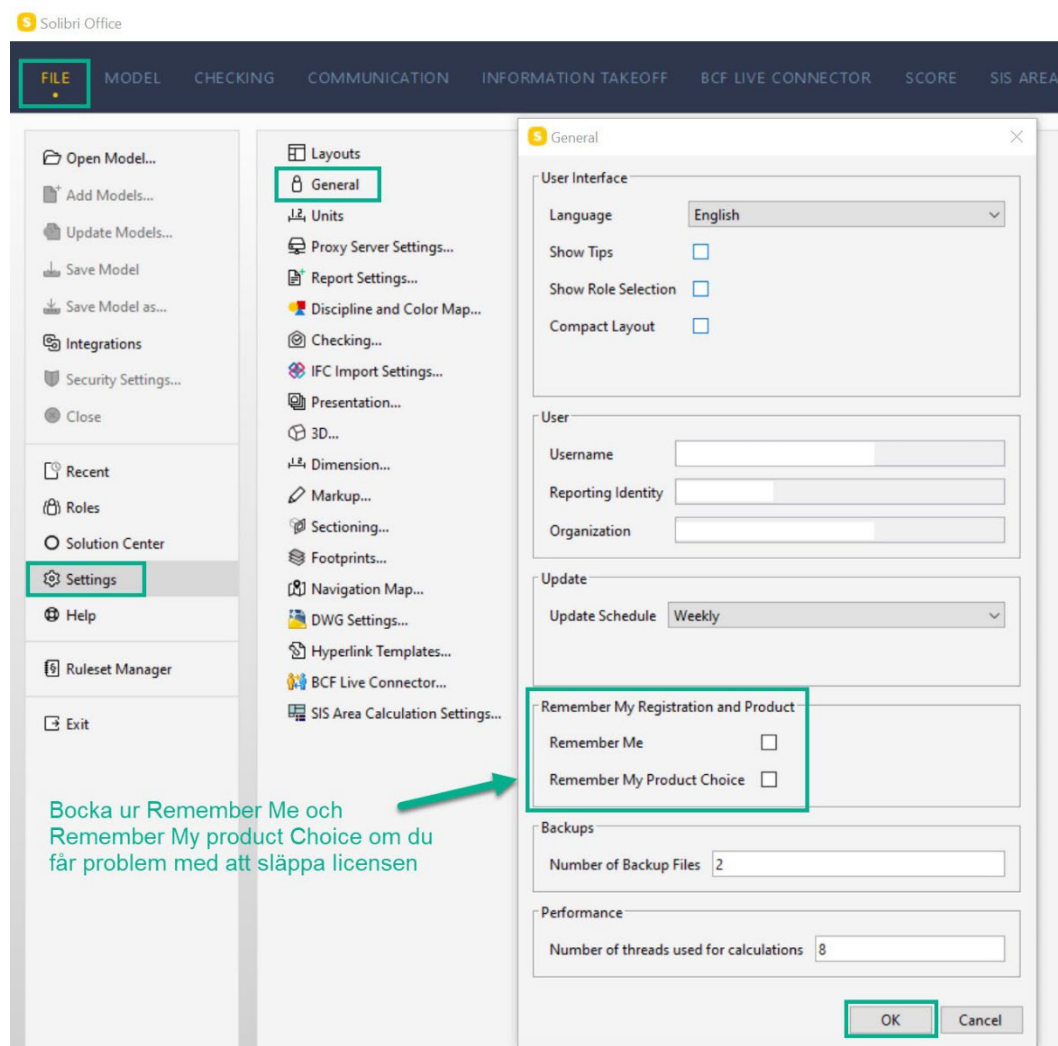 Solibri Office
FILE MODEL CHECKING COMMUNICATION INFORMATION TAKEOFF BCF LIVE CONNECTOR SCORE SIS AREA
Open Model...
Add Models...
Update Models...
Save Model
Save Model as...
Integrations
Security Settings...
Close
Recent
Roles
Solution Center
Settings
Help
Ruleset Manager
Exit
Layouts
General
Units
Proxy Server Settings...
Report Settings...
Discipline and Color Map...
Checking...
IFC Import Settings...
Presentation...
3D...
Dimension...
Markup...
Sectioning...
Footprints...
Navigation Map...
DWG Settings...
Hyperlink Templates...
BCF Live Connector...
SIS Area Calculation Settings...
General
User Interface
Language English
Show Tips
Show Role Selection
Compact Layout
User
Username
Reporting Identity
Organization
Update
Update Schedule Weekly
Remember My Registration and Product
Remember Me
Remember My Product Choice
Backups
Number of Backup Files 2
Performance
Number of threads used for calculations 8
OK Cancel
Bocka ur Remember Me och
Remember My product Choice om du
får problem med att släppa licensen